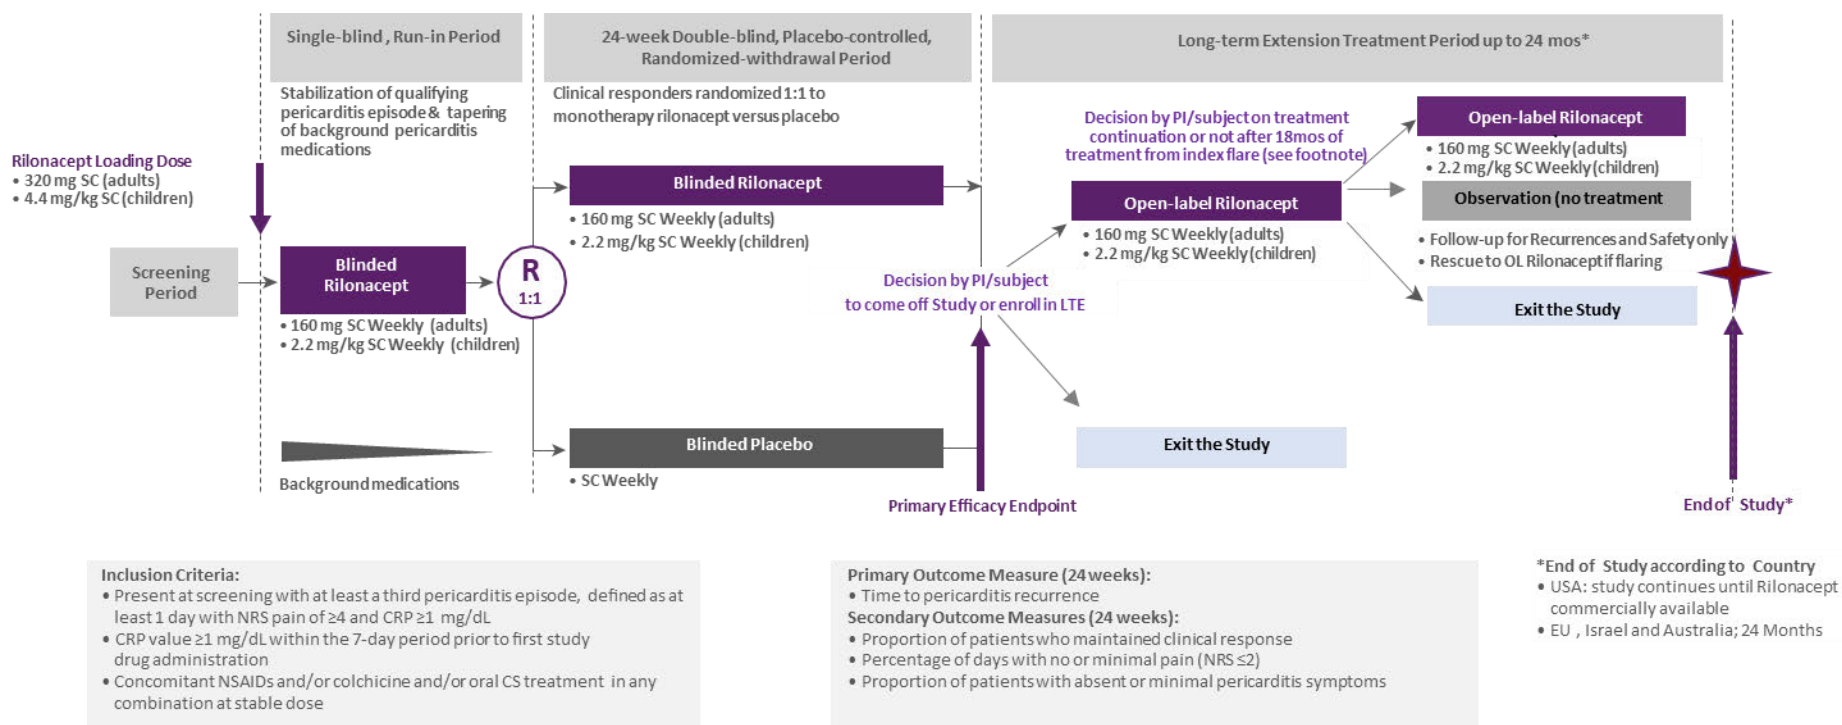 Single-blind , Run-in Period
24-week Double-blind, Placebo-controlled,
Randomized-withdrawal Period
Long-term Extension Treatment Period up to 24 mos*
Stabilization of qualifying
pericarditis episode & tapering
of background pericarditis
medications
Clinical responders randomized 1:1 to
monotherapy rilonacept versus placebo
Rilonacept Loading Dose
• 320 mg SC (adults)
• 4.4 mg/kg SC (children)
Screening
Period
Blinded
Rilonacept
• 160 mg SC Weekly (adults)
• 2.2 mg/kg SC Weekly (children)
Background medications
R
1:1
Blinded Rilonacept
• 160 mg SC Weekly (adults)
• 2.2 mg/kg SC Weekly (children)
Blinded Placebo
• SC Weekly
Decision by PI/subject
to come off Study or enroll in LTE
Primary Efficacy Endpoint
Decision by PI/subject on treatment
continuation or not after 18mos of
treatment from index flare (see footnote)
Open-label Rilonacept
• 160 mg SC Weekly (adults)
• 2.2 mg/kg SC Weekly (children)
Exit the Study
Open-label Rilonacept
• 160 mg SC Weekly (adults)
• 2.2 mg/kg SC Weekly (children)
Observation (no treatment
• Follow-up for Recurrences and Safety only
• Rescue to OL Rilonacept if flaring
Exit the Study
End of Study*
Inclusion Criteria:
• Present at screening with at least a third pericarditis episode, defined as at
least 1 day with NRS pain of ≥4 and CRP ≥1 mg/dL
• CRP value ≥1 mg/dL within the 7-day period prior to first study
drug administration
• Concomitant NSAIDs and/or colchicine and/or oral CS treatment in any
combination at stable dose
Primary Outcome Measure (24 weeks):
• Time to pericarditis recurrence
Secondary Outcome Measures (24 weeks):
• Proportion of patients who maintained clinical response
• Percentage of days with no or minimal pain (NRS ≤2)
• Proportion of patients with absent or minimal pericarditis symptoms
*End of Study according to Country
• USA: study continues until Rilonacept
commercially available
• EU , Israel and Australia; 24 Months